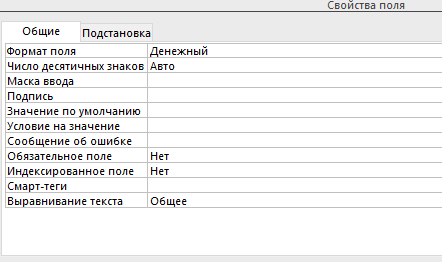 Свойства поля
Общие Подстановка
Формат поля Денежный
Число десятичных знаков Авто
Маска ввода
Подпись
Значение по умолчанию
Условие на значение
Сообщение об ошибке
Обязательное поле Нет
Индексированное поле Нет
Смарт-теги
Выравнивание текста Общее